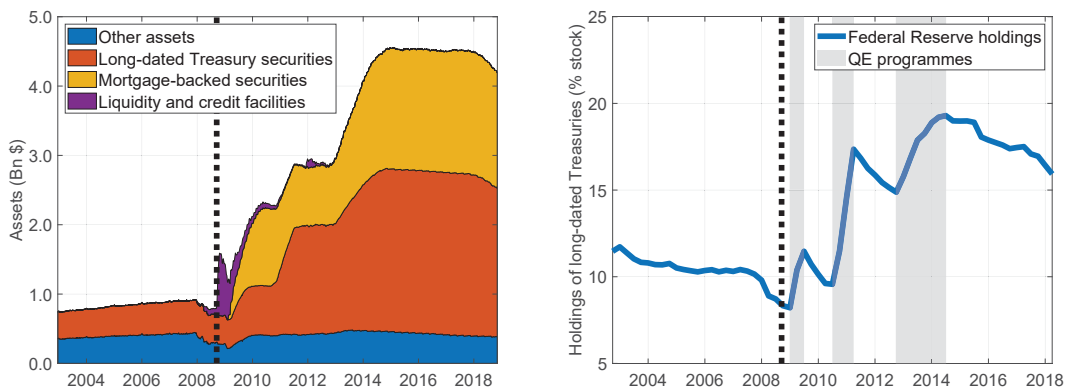 5.0
4.0
3.0
2.0
1.0
0.0
Assets (Bn $)
Other assets
Long-dated Treasury securities
Mortgage-backed securities
Liquidity and credit facilities
2004 2006 2008 2010 2012 2014 2016 2018
25
20
15
10
5
Holdings of long-dated Treasuries (% stock)
Federal Reserve holdings
QE programmes
2004 2006 2008 2010 2012 2014 2016 2018